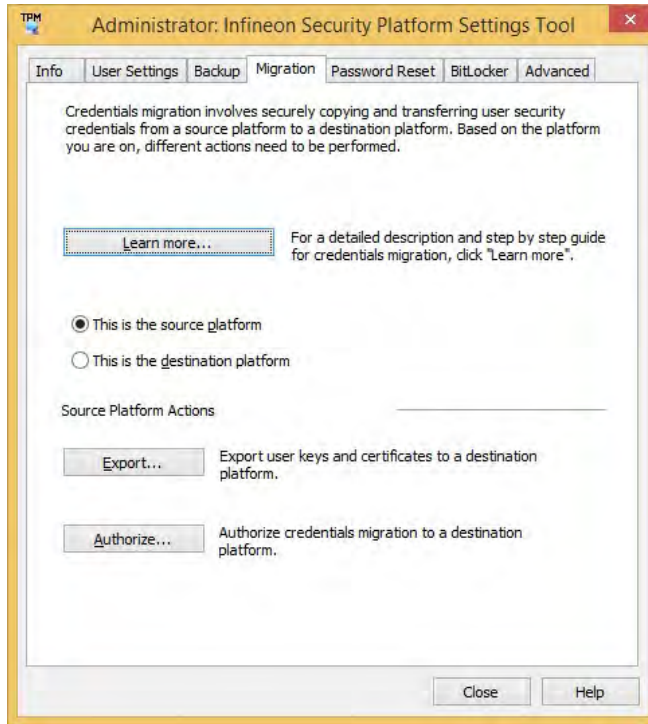 TPM
Administrator: Infineon Security Platform Settings Tool
Info User Settings Backup Migration Password Reset BitLocker Advanced
Credentials migration involves securely copying and transferring user security
credentials from a source platform to a destination platform. Based on the platform
you are on, different actions need to be performed.
Learn more...
For a detailed description and step by step guide
for credentials migration, click "Learn more".
This is the source platform
This is the destination platform
Source Platform Actions
Export...
Export user keys and certificates to a destination
platform.
Authorize...
Authorize credentials migration to a destination
platform.
Close Help